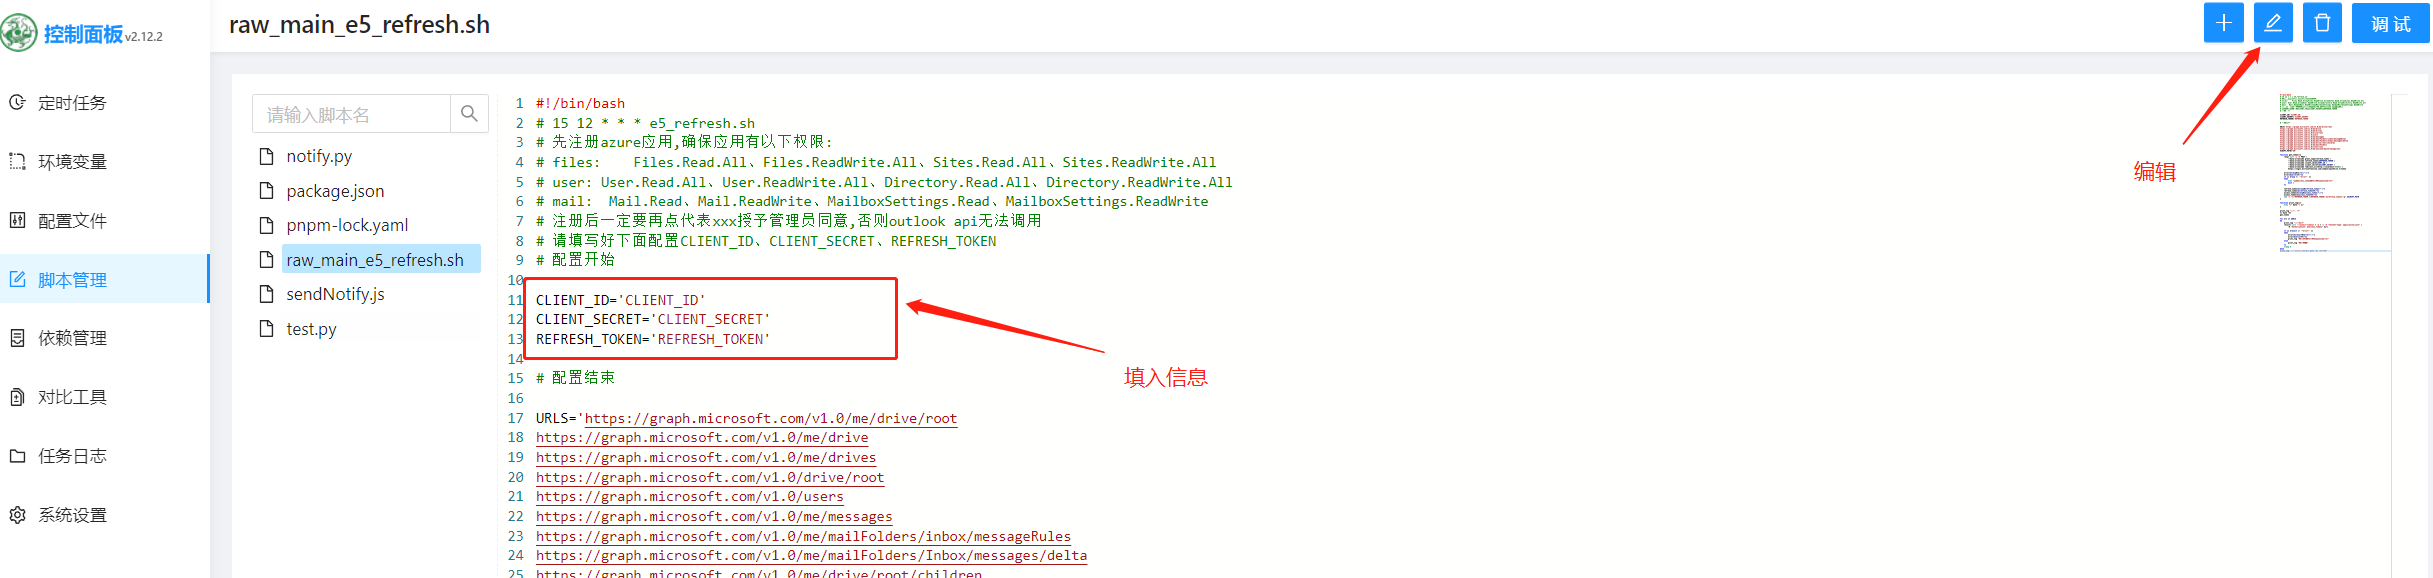 控制面板 v2.12.2
定时任务
环境变量
配置文件
脚本管理
依赖管理
对比工具
任务日志
系统设置
raw_main_e5_refresh.sh
调 试
请输入脚本名
notify.py
package.json
pnpm-lock.yaml
raw_main_e5_refresh.sh
sendNotify.js
test.py
1 #!/bin/bash
2 # 15 12 * * * e5_refresh.sh
3 # 先注册azure应用,确保应用有以下权限:
4 # files: Files.Read.All、Files.ReadWrite.All、Sites.Read.All、Sites.ReadWrite.All
5 # user: User.Read.All、User.ReadWrite.All、Directory.Read.All、Directory.ReadWrite.All
6 # mail: Mail.Read、Mail.ReadWrite、MailboxSettings.Read、MailboxSettings.ReadWrite
7 # 注册后一定要再点代表xxx授予管理员同意,否则outlook api无法调用
8 # 请填写好下面配置CLIENT_ID、CLIENT_SECRET、REFRESH_TOKEN
9 # 配置开始
10
11 CLIENT_ID='CLIENT_ID'
12 CLIENT_SECRET='CLIENT_SECRET'
13 REFRESH_TOKEN='REFRESH_TOKEN'
14
15 # 配置结束
16
17 URLS='https://graph.microsoft.com/v1.0/me/drive/root
18 https://graph.microsoft.com/v1.0/me/drive
19 https://graph.microsoft.com/v1.0/me/drives
20 https://graph.microsoft.com/v1.0/drive/root
21 https://graph.microsoft.com/v1.0/users
22 https://graph.microsoft.com/v1.0/me/messages
23 https://graph.microsoft.com/v1.0/me/mailFolders/inbox/messageRules
24 https://graph.microsoft.com/v1.0/me/mailFolders/Inbox/messages/delta
25 https://graph.microsoft.com/v1.0/me/drive/root/children
填入信息
编辑